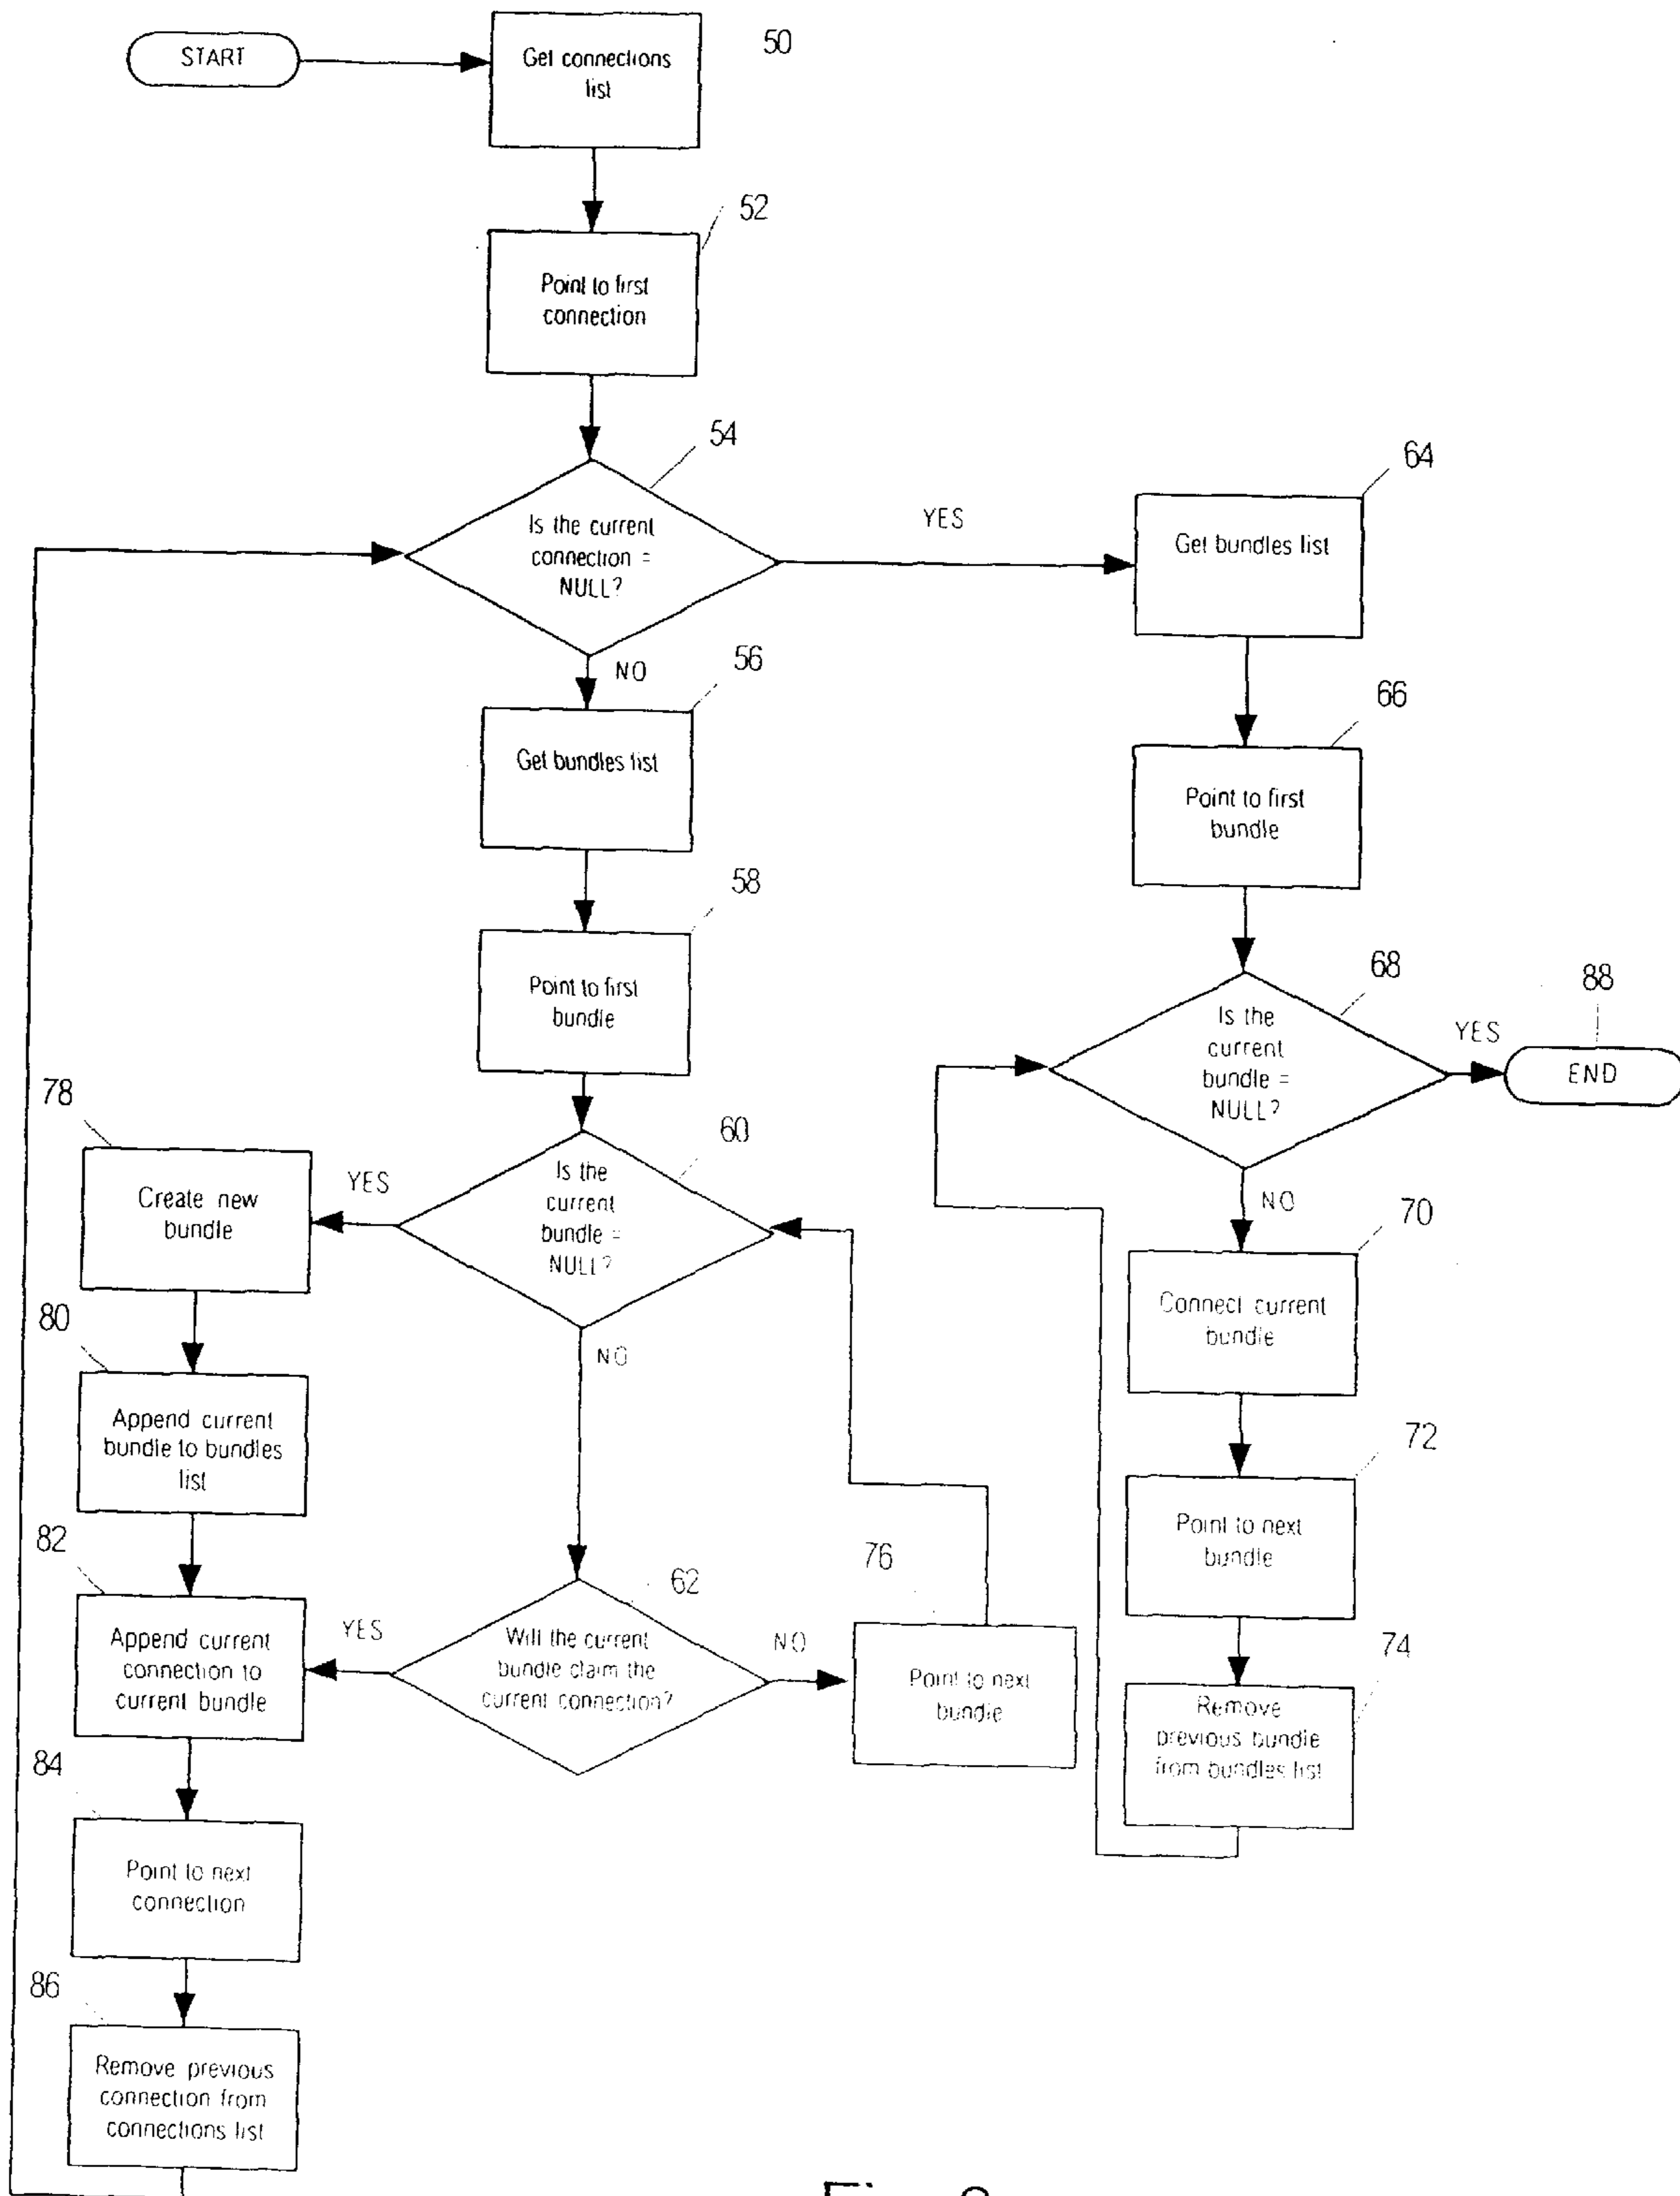 START
Get connections
list
50
Point to first
connection
52
Is the current
connection =
NULL?
54
YES
NO
Get bundles list
56
Point to first
bundle
58
Is the
current
bundle =
NULL?
60
YES
NO
Create new
bundle
78
Append current
bundle to bundles
list
80
Append current
connection to
current bundle
82
YES
Will the current
bundle claim the
current connection?
62
NO
Point to next
bundle
76
Point to next
connection
84
Remove previous
connection from
connections list
86
Get bundles list
64
Point to first
bundle
66
Is the
current
bundle =
NULL?
68
YES
END
88
NO
Connect current
bundle
70
Point to next
bundle
72
Remove
previous bundle
from bundles list
74